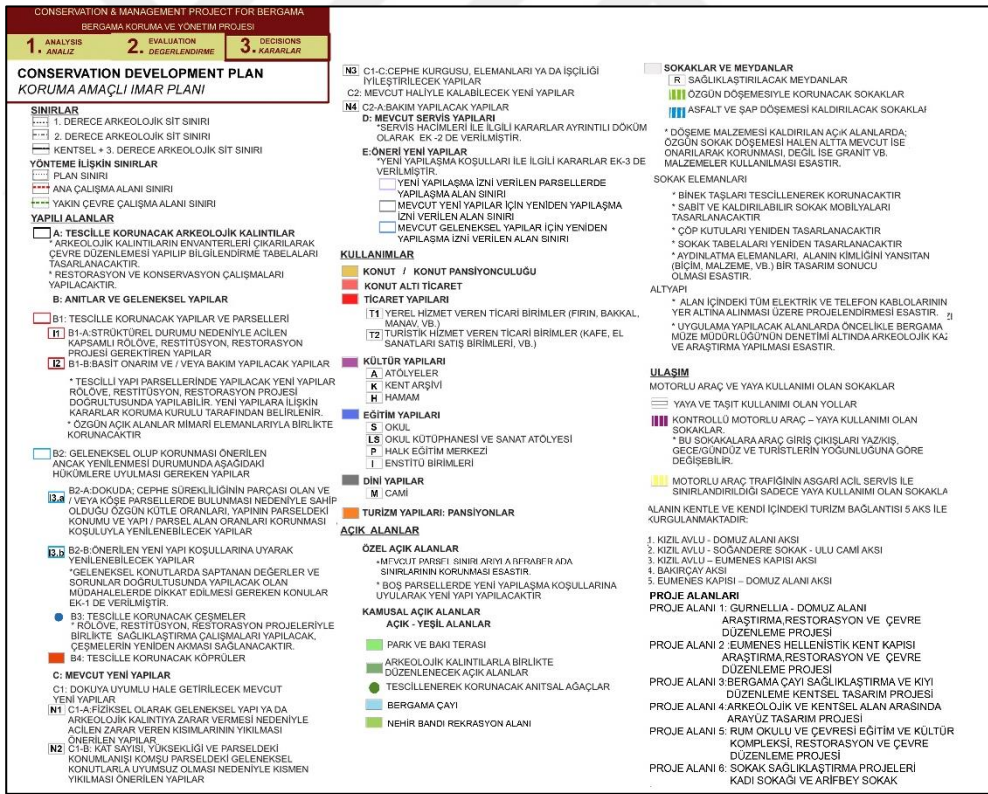 CONSERVATION & MANAGEMENT PROJECT FOR BERGAMA
BERGAMA KORUMA VE YÖNETİM PROJESİ
1. ANALYSIS ANALIZ
2. EVALUATION DEGERLENDIRME
3. DECISIONS KARARLAR
CONSERVATION DEVELOPMENT PLAN
KORUMA AMAÇLI IMAR PLANI
SINIRLAR
1. DERECE ARKEOLOJİK SİT SINIRI
2. DERECE ARKEOLOJİK SİT SINIRI
KENTSEL + 3. DERECE ARKEOLOJİK SIT SINIRI
YÖNTEME İLİŞKİN SINIRLAR
PLAN SINIRI
ANA ÇALIŞMA ALANI SINIRI
YAKIN ÇEVRE ÇALIŞMA ALANI SINIRI
YAPILI ALANLAR
A: TESCİLLE KORUNACAK ARKEOLOJİK KALINTILAR
* ARKEOLOJİK KALINTILARIN ENVANTERLERİ ÇIKARILARAK
ÇEVRE DÜZENLEMESİ YAPILIP BİLGİLENDİRME TABELALARI
TASARLANACAKTIR.
* RESTORASYON VE KONSERVASYON ÇALIŞMALARI
YAPILACAKTIR.
B: ANITLAR VE GELENEKSEL YAPILAR
B1: TESCİLLE KORUNACAK YAPILAR VE PARSELLERİ
I1 B1-A:STRÜKTÜREL DURUMU NEDENİYLE ACİLEN
KAPSAMLI RÖLÖVE, RESTİTÜSYON, RESTORASYON
PROJESİ GEREKTİREN YAPILAR
I2 B1-B:BASİT ONARIM VE / VEYA BAKIM YAPILACAK YAPILAR
* TESCİLLİ YAPI PARSELLERİNDE YAPILACAK YENİ YAPILAR
RÖLÖVE, RESTİTÜSYON, RESTORASYON PROJESİ
DOĞRULTUSUNDA YAPILABİLİR. YENİ YAPILARA İLİŞKİN
KARARLAR KORUMA KURULU TARAFINDAN BELİRLENİR.
* ÖZGÜN AÇIK ALANLAR MİMARİ ELEMANLARIYLA BİRLİKTE
KORUNACAKTIR
B2: GELENEKSEL OLUP KORUNMASI ÖNERİLEN
ANCAK YENİLENMESİ DURUMUNDA AŞAĞIDAKİ
HÜKÜMLERE UYULMASI GEREKEN YAPILAR
I3.a B2-A:DOKUDA; CEPHE SÜREKLİLİĞİNİN PARÇASI OLAN VE
/ VEYA KÖŞE PARSELLERDE BULUNMASI NEDENİYLE SAHİP
OLDUĞU ÖZGÜN KÜTLE ORANLARI, YAPININ PARSELDEKİ
KONUMU VE YAPI / PARSEL ALAN ORANLARI KORUNMASI
KOŞULUYLA YENİLENEBİLECEK YAPILAR
I3.b B2-B:ÖNERİLEN YENİ YAPI KOŞULLARINA UYARAK
YENİLENEBİLECEK YAPILAR
*GELENEKSEL KONUTLARDA SAPTANAN DEĞERLER VE
SORUNLAR DOĞRULTUSUNDA YAPILACAK OLAN
MÜDAHALELERDE DİKKAT EDİLMESİ GEREKEN KONULAR
EK-1 DE VERİLMİŞTİR.
B3: TESCİLLE KORUNACAK ÇEŞMELER
* RÖLÖVE, RESTİTÜSYON, RESTORASYON PROJELERİYLE
BİRLİKTE SAĞLIKLAŞTIRMA ÇALIŞMALARI YAPILACAK,
ÇEŞMELERİN YENİDEN AKMASI SAĞLANACAKTIR.
B4: TESCİLLE KORUNACAK KÖPRÜLER
C: MEVCUT YENİ YAPILAR
C1: DOKUYA UYUMLU HALE GETİRİLECEK MEVCUT
YENİ YAPILAR
N1 C1-A:FİZİKSEL OLARAK GELENEKSEL YAPI YA DA
ARKEOLOJİK KALINTIYA ZARAR VERMESİ NEDENİYLE
ACİLEN ZARAR VEREN KISIMLARININ YIKILMASI
ÖNERİLEN YAPILAR
N2 C1-B: KAT SAYISI, YÜKSEKLİĞİ VE PARSELDEKİ
KONUMLANIŞI KOMŞU PARSELDEKİ GELENEKSEL
KONUTLARLA UYUMSUZ OLMASI NEDENİYLE KISMEN
YIKILMASI ÖNERİLEN YAPILAR
N3 C1-C:CEPHE KURGUSU, ELEMANLARI YA DA İŞÇİLİĞİ
İYİLEŞTİRİLECEK YAPILAR
C2: MEVCUT HALİYLE KALABİLECEK YENİ YAPILAR
N4 C2-A:BAKIM YAPILACAK YAPILAR
D: MEVCUT SERVİS YAPILARI
*SERVİS HACİMLERİ İLE İLGİLİ KARARLAR AYRINTILI DÖKÜM
OLARAK EK -2 DE VERİLMİŞTİR.
E:ÖNERİ YENİ YAPILAR
*YENİ YAPILAŞMA KOŞULLARI İLE İLGİLİ KARARLAR EK-3 DE
VERİLMİŞTİR.
YENİ YAPILAŞMA İZNİ VERİLEN PARSELLERDE
YAPILAŞMA ALAN SINIRI
MEVCUT YENİ YAPILAR İÇİN YENİDEN YAPILAŞMA
İZNİ VERİLEN ALAN SINIRI
MEVCUT GELENEKSEL YAPILAR İÇİN YENİDEN
YAPILAŞMA İZNİ VERİLEN ALAN SINIRI
KULLANIMLAR
KONUT / KONUT PANSİYONCULUĞU
KONUT ALTI TİCARET
TİCARET YAPILARI
T1 YEREL HİZMET VEREN TİCARİ BİRİMLER (FIRIN, BAKKAL,
MANAV, VB.)
T2 TURİSTİK HİZMET VEREN TİCARİ BİRİMLER (KAFE, EL
SANATLARI SATIŞ BİRİMLERİ, VB.)
KÜLTÜR YAPILARI
A ATÖLYELER
K KENT ARŞİVİ
H HAMAM
EĞİTİM YAPILARI
S OKUL
LS OKUL KÜTÜPHANESİ VE SANAT ATÖLYESİ
P HALK EĞİTİM MERKEZİ
I ENSTİTÜ BİRİMLERİ
DİNİ YAPILAR
M CAMİ
TURİZM YAPILARI: PANSİYONLAR
AÇIK ALANLAR
ÖZEL AÇIK ALANLAR
*MEVCUT PARSEL SINIRLARIYLA BERABER ADA
SINIRLARININ KORUNMASI ESASTIR.
* BOŞ PARSELLERDE YENİ YAPILAŞMA KOŞULLARINA
UYULARAK YENİ YAPI YAPILACAKTIR
KAMUSAL AÇIK ALANLAR
AÇIK - YEŞİL ALANLAR
PARK VE BAKI TERASI
ARKEOLOJİK KALINTILARLA BİRLİKTE
DÜZENLENECEK AÇIK ALANLAR
TESCİLLENEREK KORUNACAK ANITSAL AĞAÇLAR
BERGAMA ÇAYI
NEHİR BANDI REKRASYON ALANI
SOKAKLAR VE MEYDANLAR
R SAĞLIKLAŞTIRILACAK MEYDANLAR
ÖZGÜN DÖŞEMESİYLE KORUNACAK SOKAKLAR
ASFALT VE ŞAP DÖŞEMESİ KALDIRILACAK SOKAKLAR
* DÖŞEME MALZEMESİ KALDIRILAN AÇIK ALANLARDA;
ÖZGÜN SOKAK DÖŞEMESİ HALEN ALTTA MEVCUT İSE
ONARILARAK KORUNMASI, DEĞİL İSE GRANİT VB.
MALZEMELER KULLANILMASI ESASTIR.
SOKAK ELEMANLARI
* BİNEK TAŞLARI TESCİLLENEREK KORUNACAKTIR
* SABİT VE KALDIRILABİLİR SOKAK MOBİLYALARI
TASARLANACAKTIR
* ÇÖP KUTULARI YENİDEN TASARLANACAKTIR
* SOKAK TABELALARI YENİDEN TASARLANACAKTIR
* AYDINLATMA ELEMANLARI, ALANIN KİMLİĞİNİ YANSITAN
(BİÇİM, MALZEME, VB.) BİR TASARIM SONUCU
OLMASI ESASTIR.
ALTYAPI
* ALAN İÇİNDEKİ TÜM ELEKTRİK VE TELEFON KABLOLARININ
YER ALTINA ALINMASI ÜZERE PROJELENDİRMESİ ESASTIR.
* UYGULAMA YAPILACAK ALANLARDA ÖNCELİKLE BERGAMA
MÜZE MÜDÜRLÜĞÜ'NÜN DENETİMİ ALTINDA ARKEOLOJİK KAZ
VE ARAŞTIRMA YAPILMASI ESASTIR.
ULAŞIM
MOTORLU ARAÇ VE YAYA KULLANIMI OLAN SOKAKLAR
YAYA VE TAŞIT KULLANIMI OLAN YOLLAR
KONTROLLÜ MOTORLU ARAÇ – YAYA KULLANIMI OLAN
SOKAKLAR.
* BU SOKAKALARA ARAÇ GİRİŞ ÇIKIŞLARI YAZ/KIŞ,
GECE/GÜNDÜZ VE TURİSTLERİN YOĞUNLUĞUNA GÖRE
DEĞİŞEBİLİR.
MOTORLU ARAÇ TRAFİĞİNİN ASGARİ ACİL SERVİS İLE
SINIRLANDIRILDIĞI SADECE YAYA KULLANIMI OLAN SOKAKLA
ALANIN KENTLE VE KENDİ İÇİNDEKİ TURİZM BAĞLANTISI 5 AKS İLE
KURGULANMAKTADIR:
1. KIZIL AVLU - DOMUZ ALANI AKSI
2. KIZIL AVLU - SOĞANDERE SOKAK - ULU CAMİ AKSI
3. KIZIL AVLU – EUMENES KAPISI AKSI
4. BAKIRÇAY AKSI
5. EUMENES KAPISI – DOMUZ ALANI AKSI
PROJE ALANLARI
PROJE ALANI 1: GURNELLIA - DOMUZ ALANI
ARAŞTIRMA,RESTORASYON VE ÇEVRE
DÜZENLEME PROJESİ
PROJE ALANI 2 :EUMENES HELLENİSTİK KENT KAPISI
ARAŞTIRMA,RESTORASYON VE ÇEVRE
DÜZENLEME PROJESİ
PROJE ALANI 3:BERGAMA ÇAYI SAĞLIKLAŞTIRMA VE KIYI
DÜZENLEME KENTSEL TASARIM PROJESİ
PROJE ALANI 4:ARKEOLOJİK VE KENTSEL ALAN ARASINDA
ARAYÜZ TASARIM PROJESİ
PROJE ALANI 5: RUM OKULU VE ÇEVRESİ EĞİTİM VE KÜLTÜR
KOMPLEKSİ, RESTORASYON VE ÇEVRE
DÜZENLEME PROJESİ
PROJE ALANI 6: SOKAK SAĞLIKLAŞTIRMA PROJELERİ
KADI SOKAĞI VE ARİFBEY SOKAK